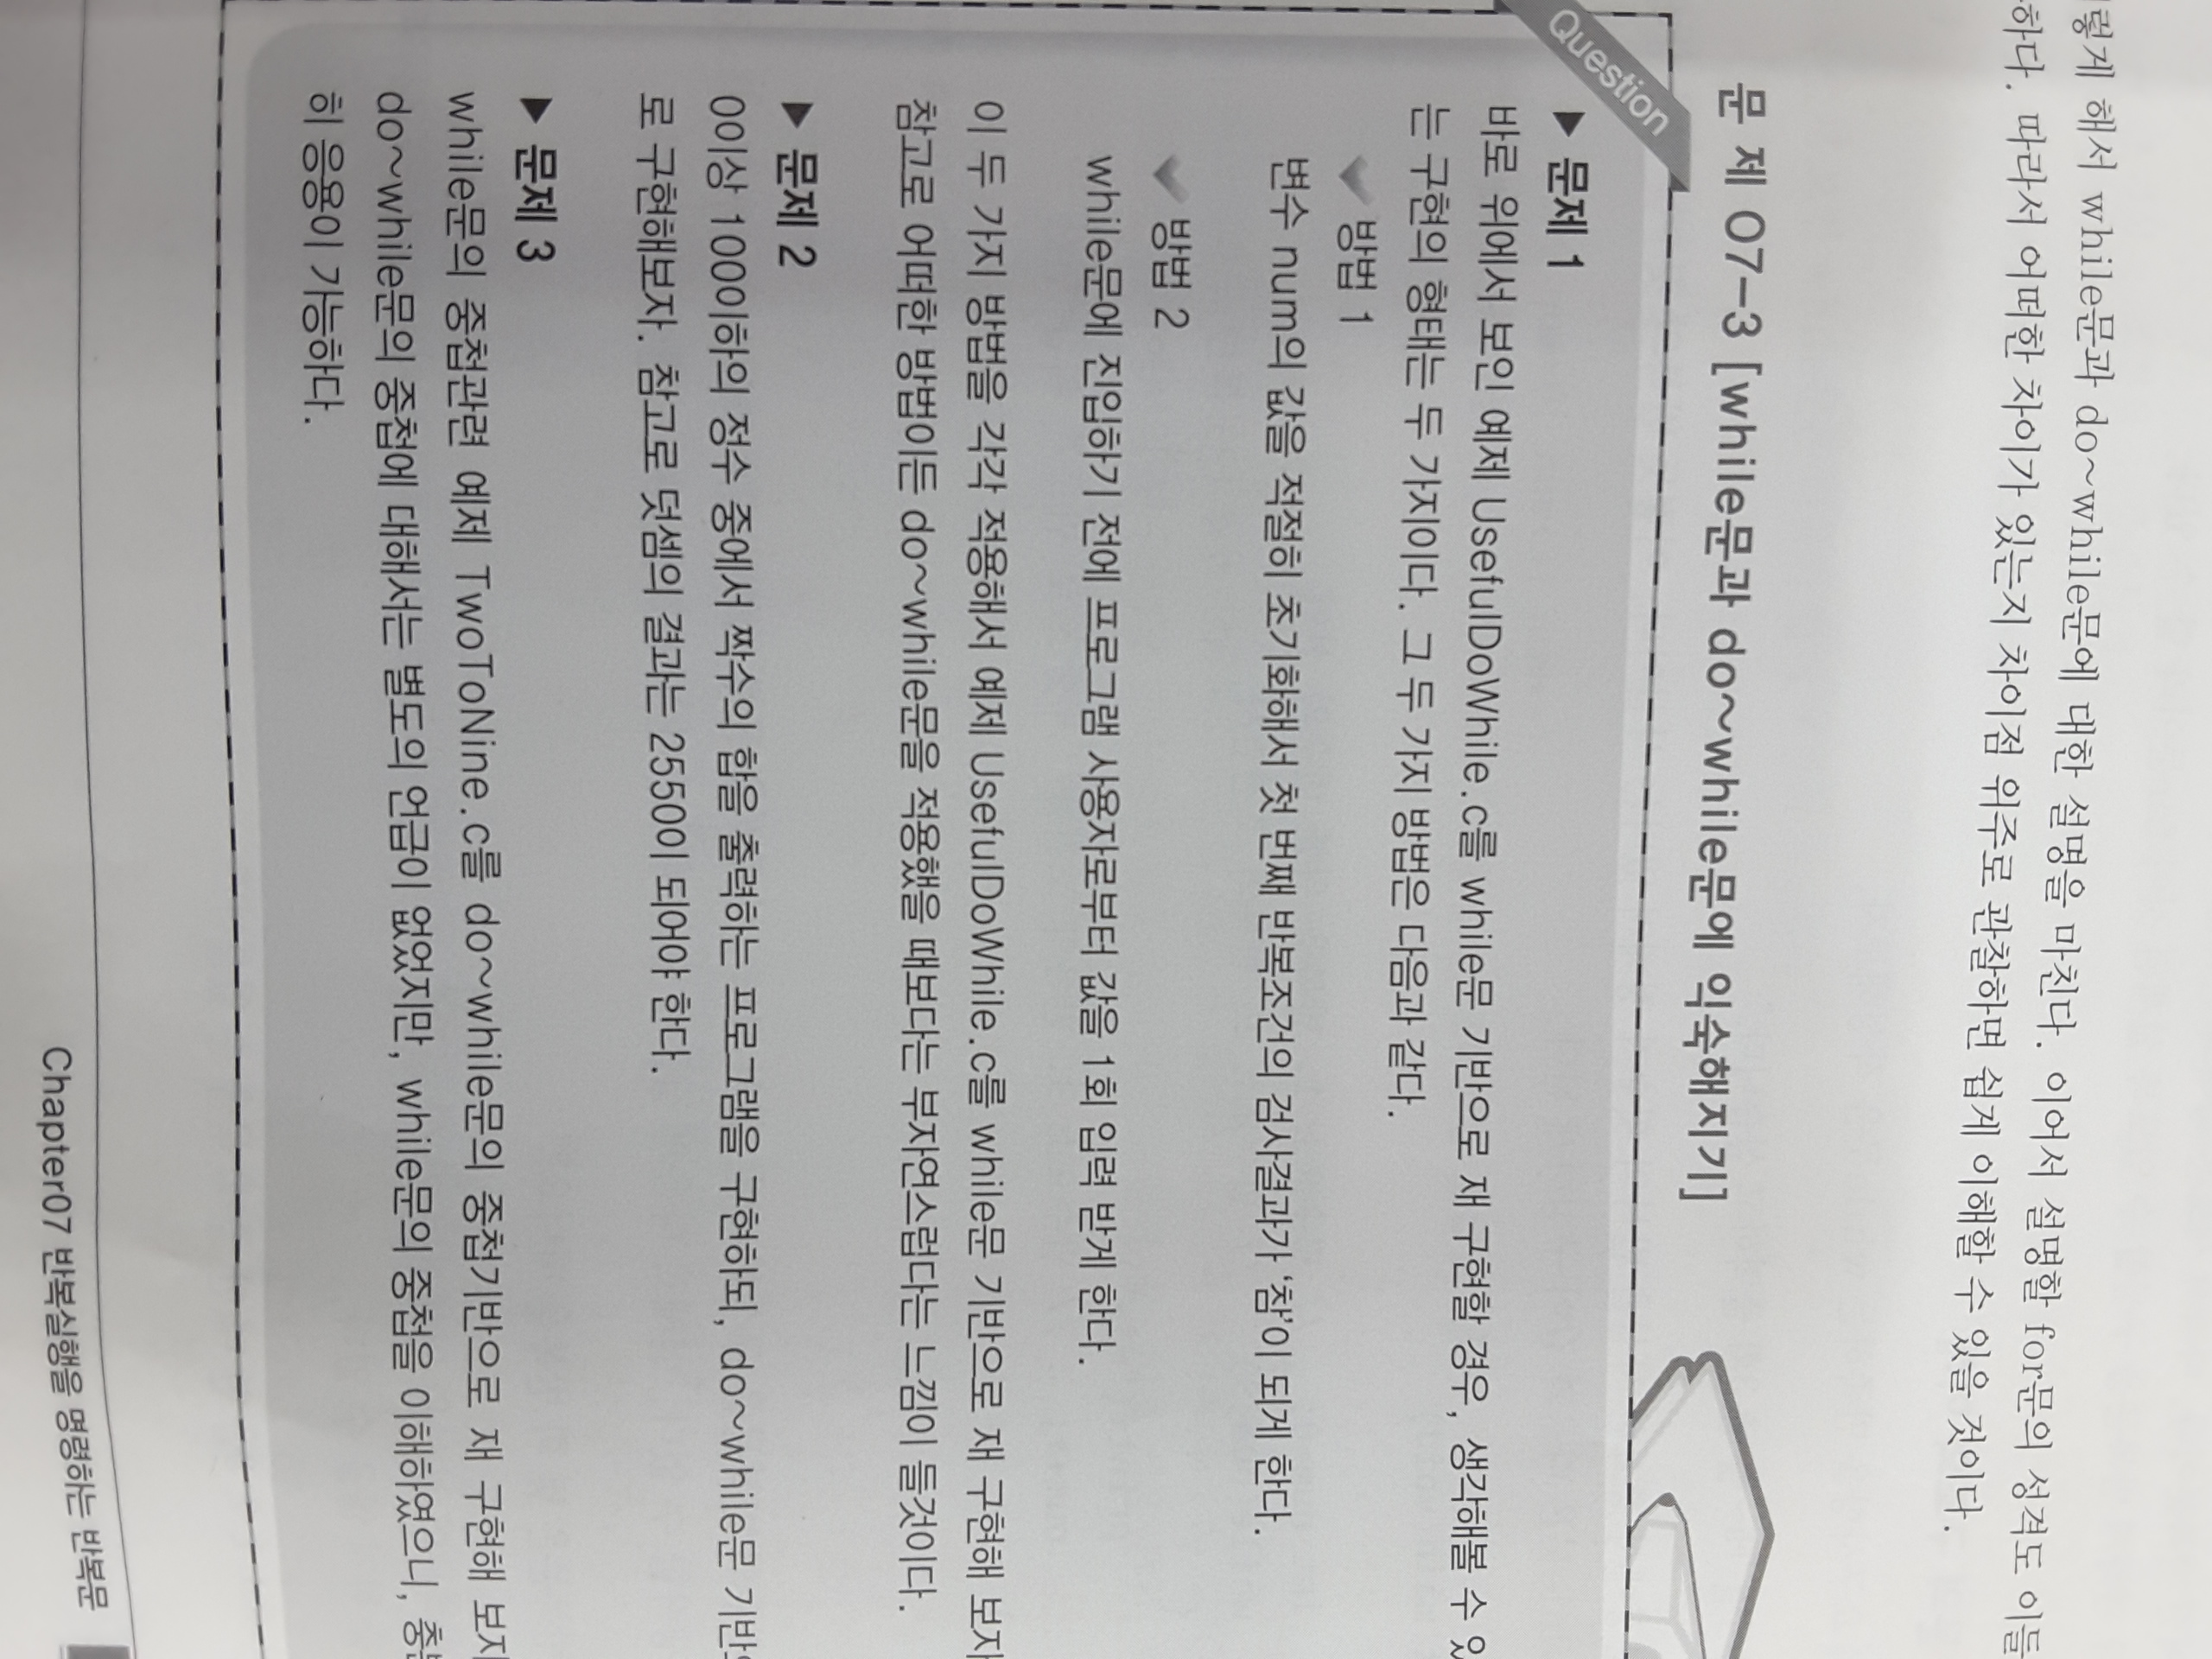 렇게 해서 while문과 do~while문에 대한 설명을 마친다. 이어서 설명할 for문의 성격도 이들
하다. 따라서 어떠한 차이가 있는지 차이점 위주로 관찰하면 쉽게 이해할 수 있을 것이다.
문 제 07-3 [while문과 do~while문에 익숙해지기]
Question
▶ 문제 1
바로 위에서 보인 예제 UsefulDoWhile.c를 while문 기반으로 재 구현할 경우, 생각해볼 수 있
는 구현의 형태는 두 가지이다. 그 두 가지 방법은 다음과 같다.
✔ 방법 1
변수 num의 값을 적절히 초기화해서 첫 번째 반복조건의 검사결과가 '참'이 되게 한다.
✔ 방법 2
while문에 진입하기 전에 프로그램 사용자로부터 값을 1회 입력 받게 한다.
이 두 가지 방법을 각각 적용해서 예제 UsefulDoWhile.c를 while문 기반으로 재 구현해 보자
참고로 어떠한 방법이든 do~while문을 적용했을 때보다는 부자연스럽다는 느낌이 들것이다.
▶ 문제 2
0이상 100이하의 정수 중에서 짝수의 합을 출력하는 프로그램을 구현하되, do~while문 기반으
로 구현해보자. 참고로 덧셈의 결과는 2550이 되어야 한다.
▶ 문제 3
while문의 중첩관련 예제 TwoToNine.c를 do~while문의 중첩기반으로 재 구현해 보자
do~while문의 중첩에 대해서는 별도의 언급이 없었지만, while문의 중첩을 이해하였으니, 충분
히 응용이 가능하다.
Chapter07 반복실행을 명령하는 반복문